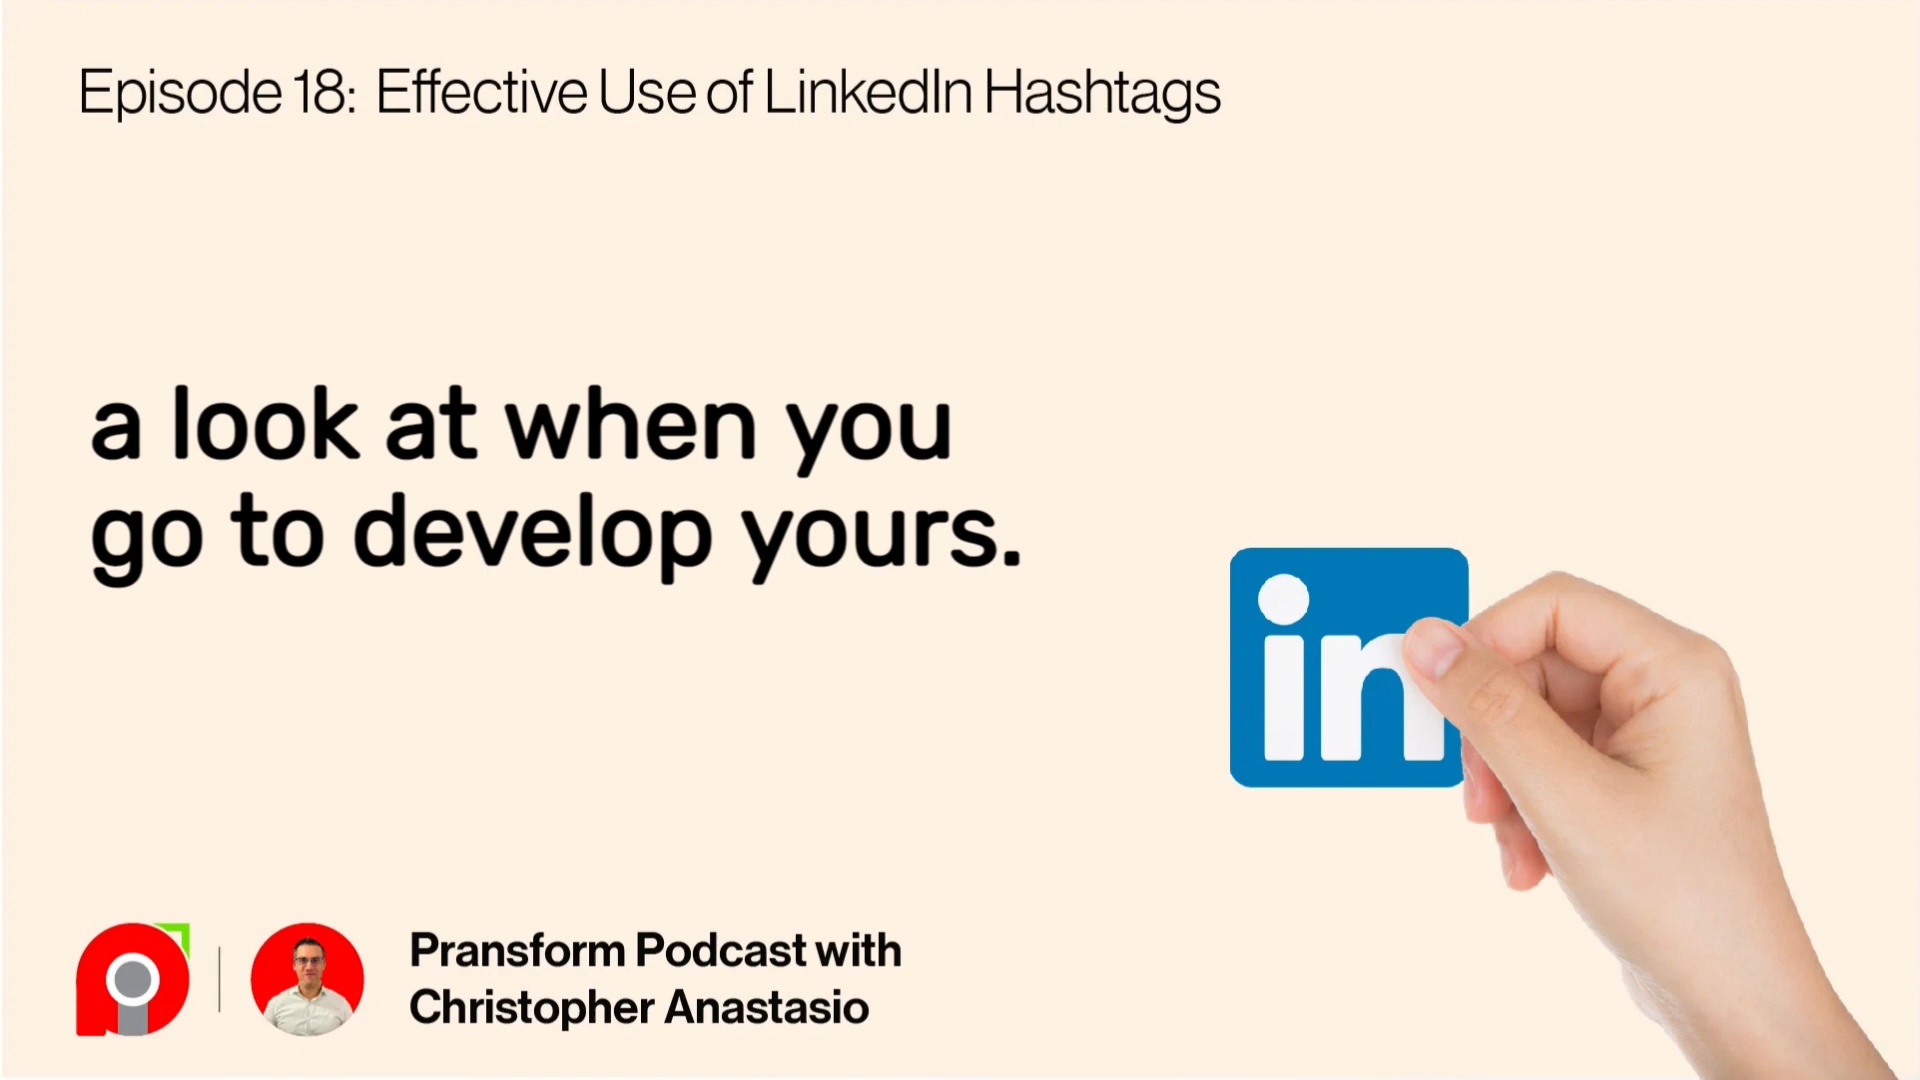 Episode 18: Effective Use of LinkedIn Hashtags
a look at when you
go to develop yours.
in
Pransform Podcast with
Christopher Anastasio